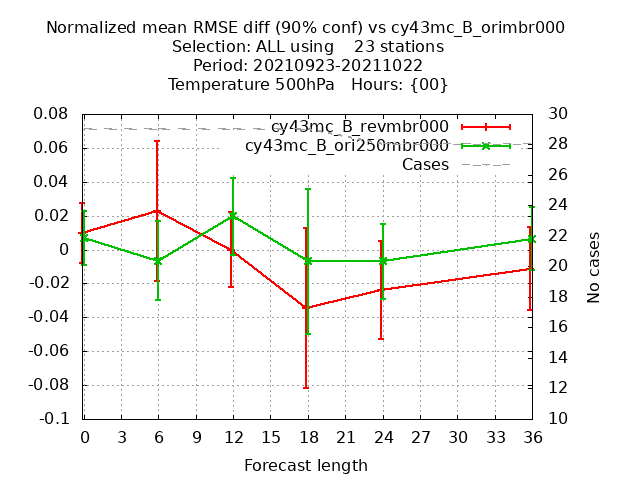 Normalized mean RMSE diff (90% conf) vs cy43mc_B_orimbr000
Selection: ALL using    23 stations
Period: 20210923-20211022
Temperature 500hPa   Hours: {00}
cy43mc_B_revmbr000
cy43mc_B_ori250mbr000
Cases
0.08
0.06
0.04
0.02
0
-0.02
-0.04
-0.06
-0.08
-0.1
30
28
26
24
22
20
18
16
14
12
10
No cases
0 3 6 9 12 15 18 21 24 27 30 33 36
Forecast length